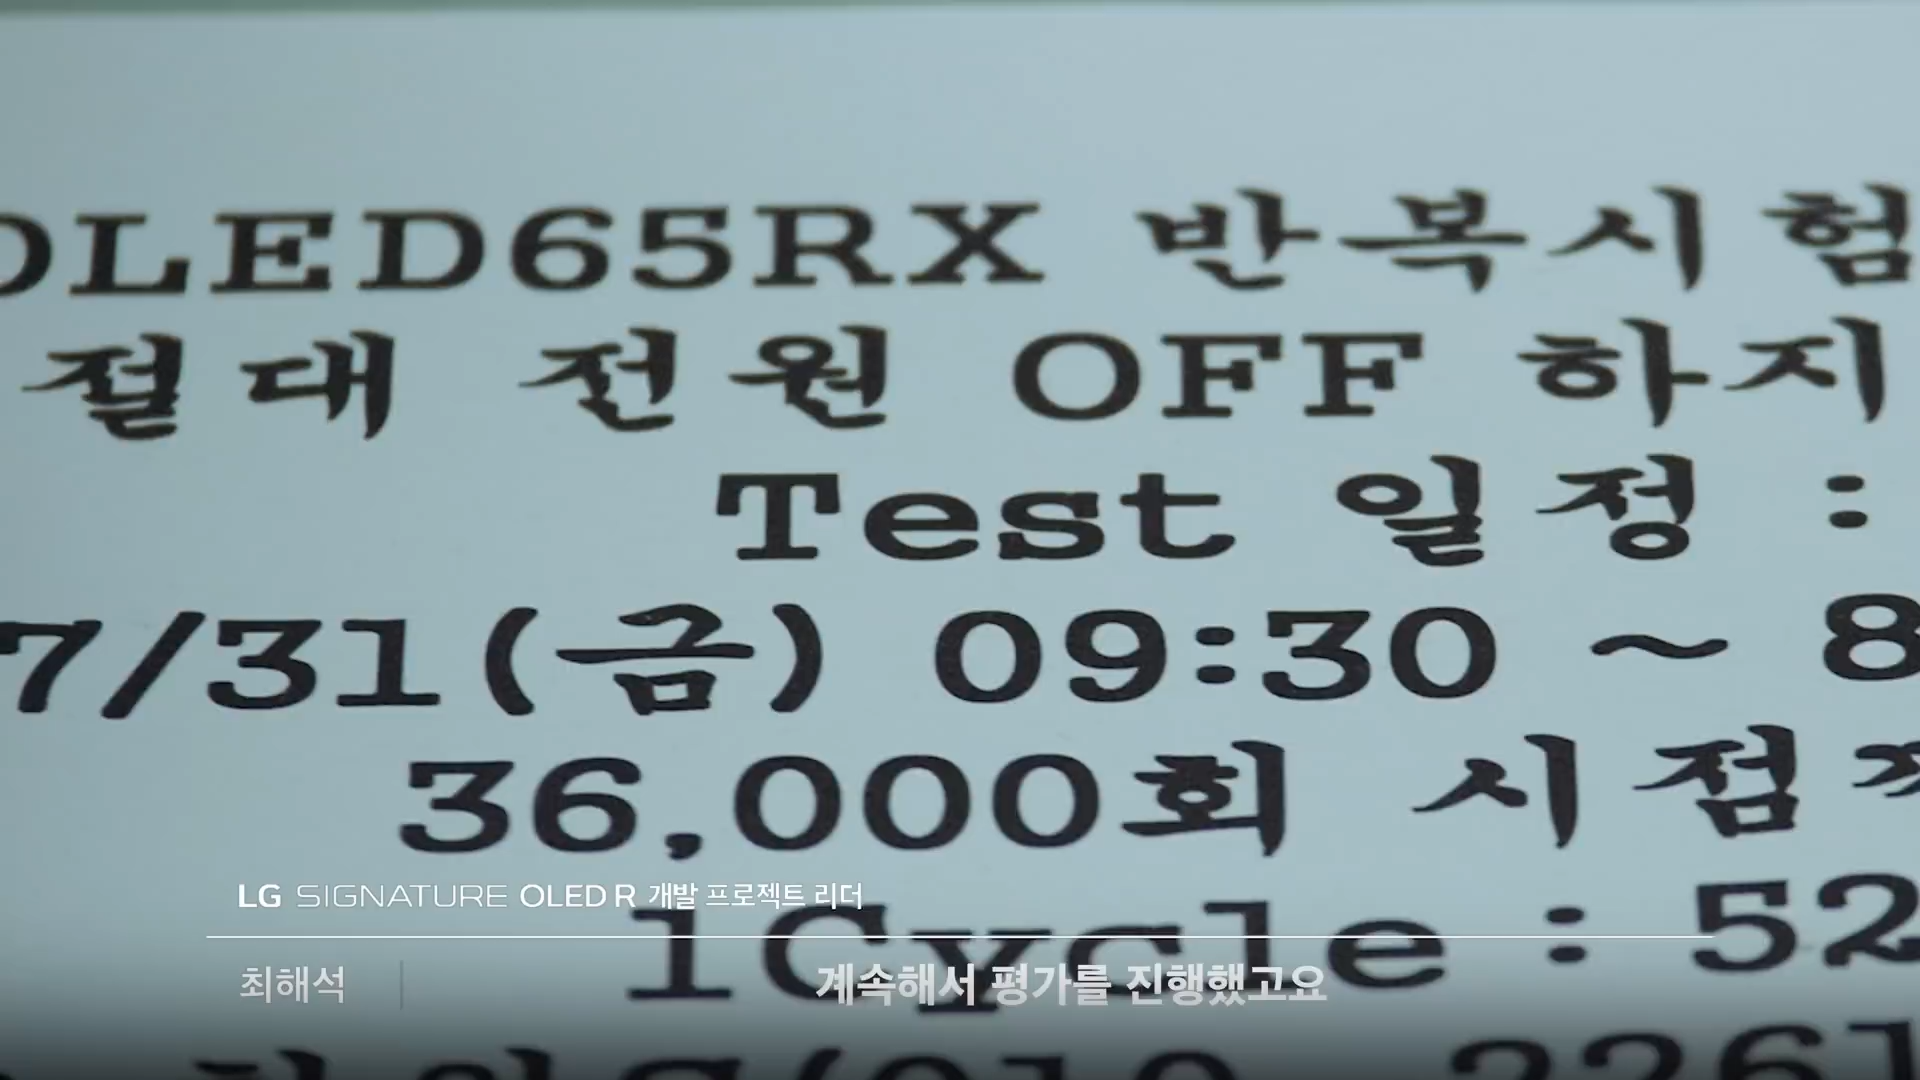 OLED65RX 반복시험
절대 전원 OFF 하지
Test 일정 :
7/31(금) 09:30 ~ 8
36,000회 시점
LG SIGNATURE OLED R 개발 프로젝트 리더
1Cycle : 52
최해석
계속해서 평가를 진행했고요